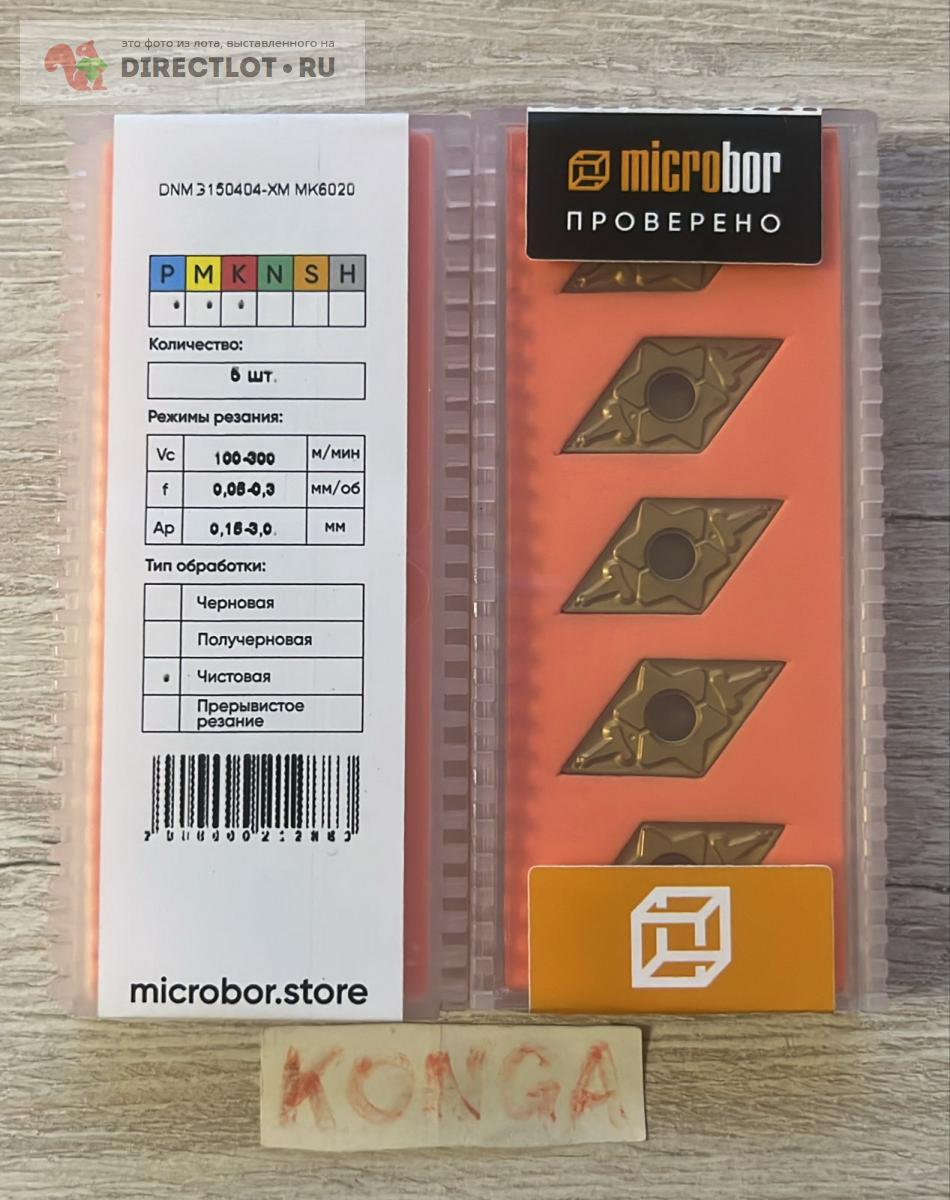 это фото из лота, выставленного на
DIRECTLOT•RU
DNMG150404-XM MK6020
P M K N S H
Количество:
5 шт.
Режимы резания:
Vc 100-300 м/мин
f 0,05-0,3 мм/об
Ap 0,15-3,0 мм
Тип обработки:
Черновая
Получерновая
Чистовая
Прерывистое
резание
microbor.store
microbor
ПРОВЕРЕНО
KONGA